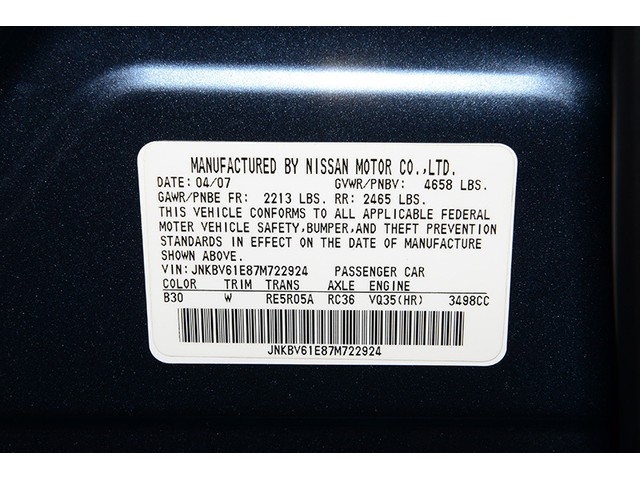 MANUFACTURED BY NISSAN MOTOR CO.,LTD.
DATE: 04/07 GVWR/PNBV: 4658 LBS.
GAWR/PNBE FR: 2213 LBS. RR: 2465 LBS.
THIS VEHICLE CONFORMS TO ALL APPLICABLE FEDERAL
MOTOR VEHICLE SAFETY,BUMPER,AND THEFT PREVENTION
STANDARDS IN EFFECT ON THE DATE OF MANUFACTURE
SHOWN ABOVE.
VIN: JNKBV61E87M722924 PASSENGER CAR
COLOR TRIM TRANS AXLE ENGINE
B30 W RE5R05A RC36 VQ35(HR) 3498CC
JNKBV61E87M722924